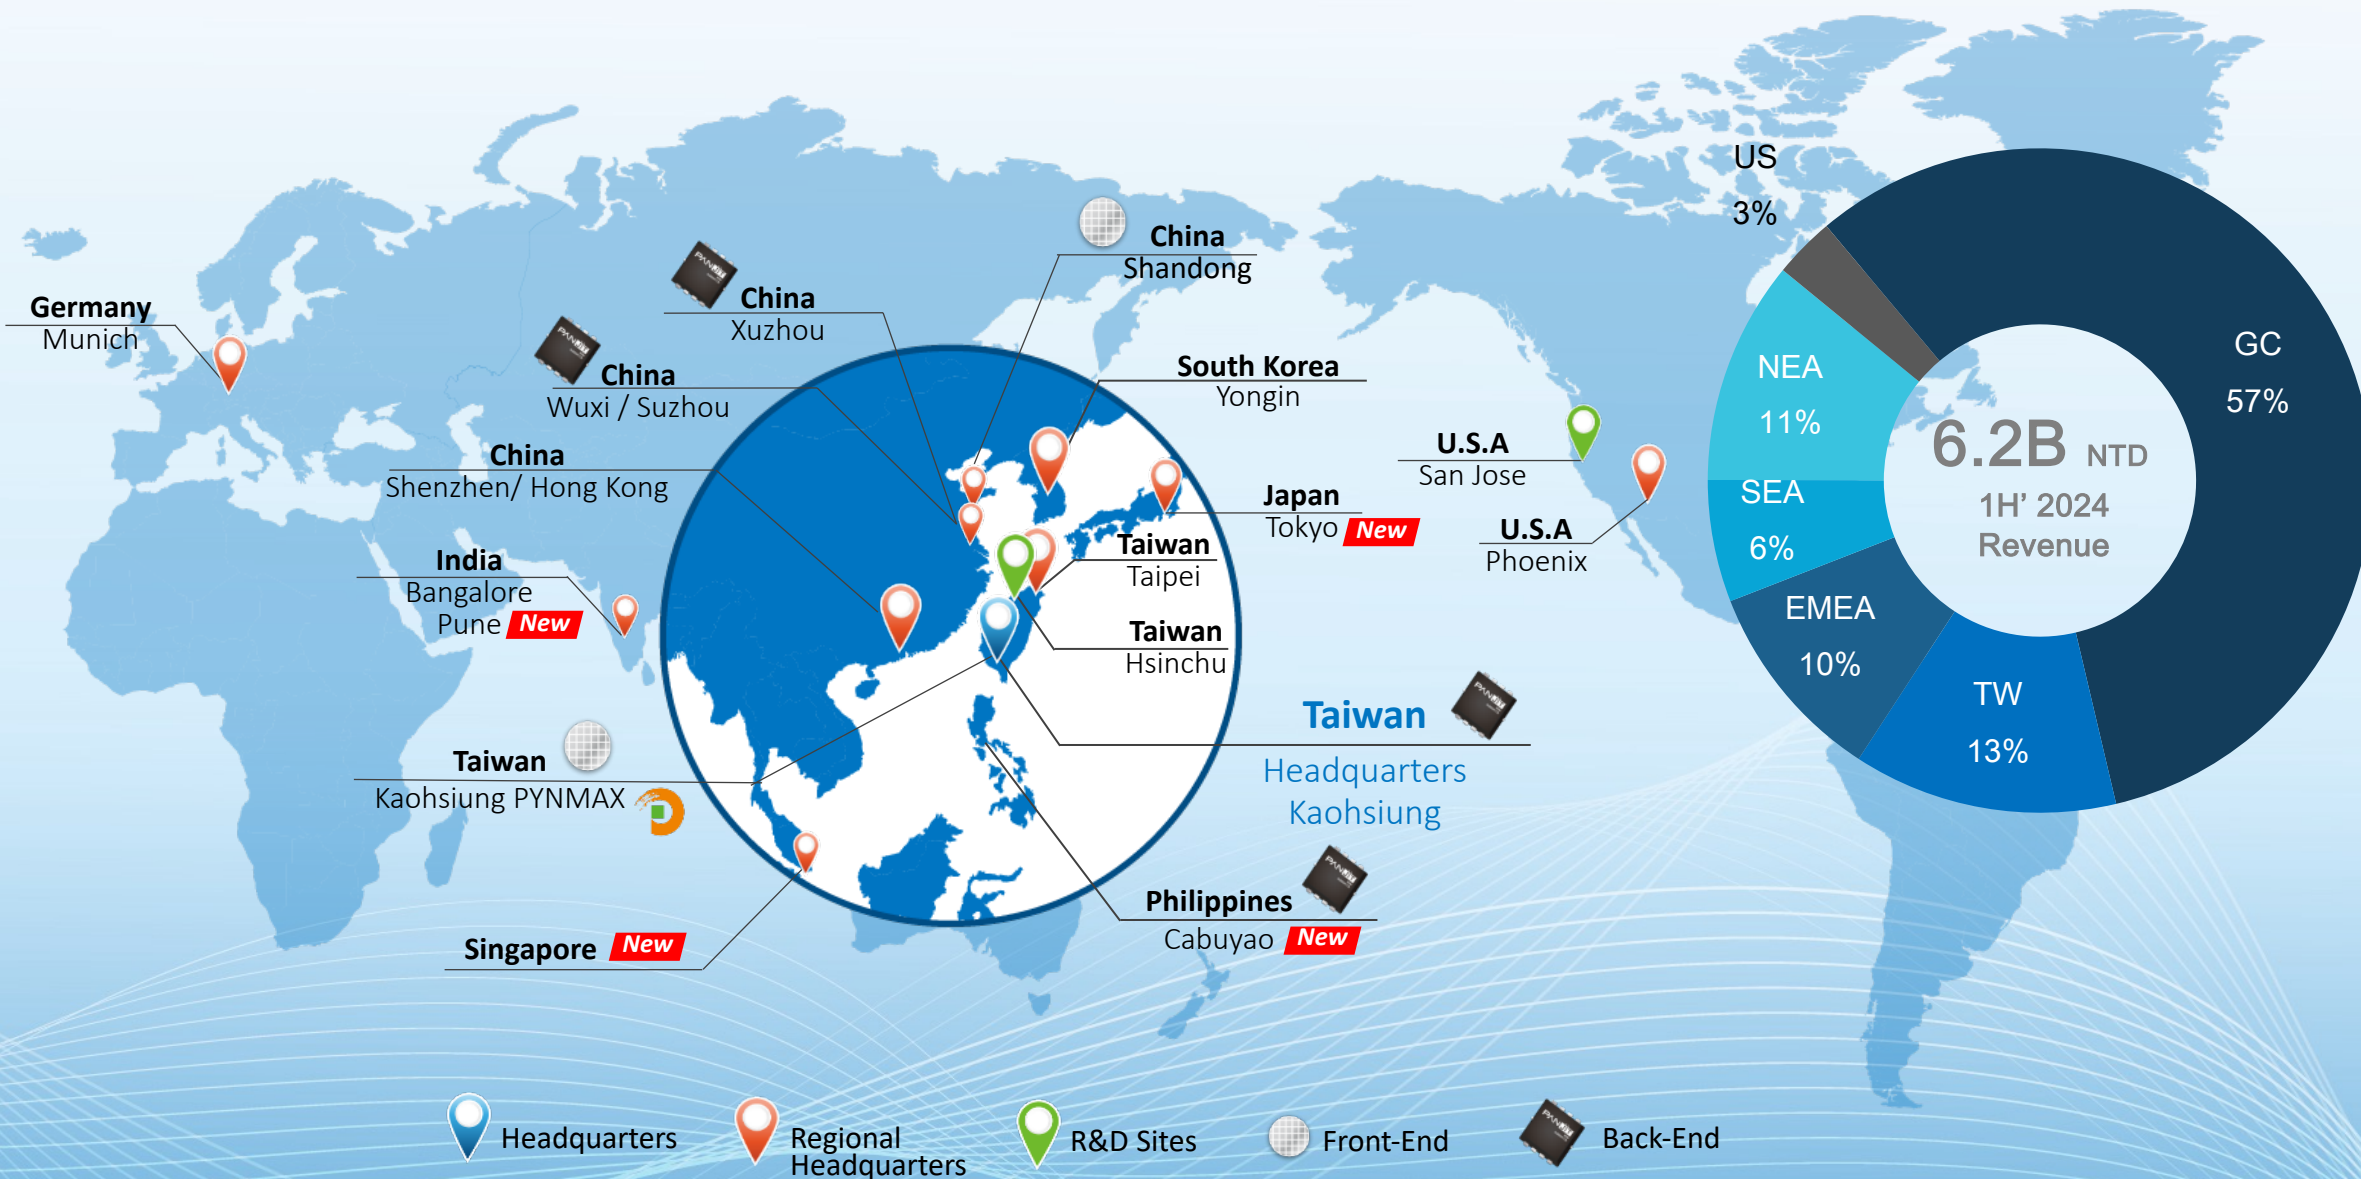 Germany
Munich
China
Xuzhou
China
Wuxi / Suzhou
China
Shenzhen/ Hong Kong
India
Bangalore
Pune New
Taiwan
Kaohsiung PYNMAX
Singapore New
China
Shandong
South Korea
Yongin
Japan
Tokyo New
Taiwan
Taipei
Taiwan
Hsinchu
Taiwan
Headquarters
Kaohsiung
Philippines
Cabuyao New
U.S.A
San Jose
U.S.A
Phoenix
US
3%
GC
57%
NEA
11%
SEA
6%
EMEA
10%
TW
13%
6.2B NTD
1H' 2024
Revenue
Headquarters
Regional
Headquarters
R&D Sites
Front-End
Back-End